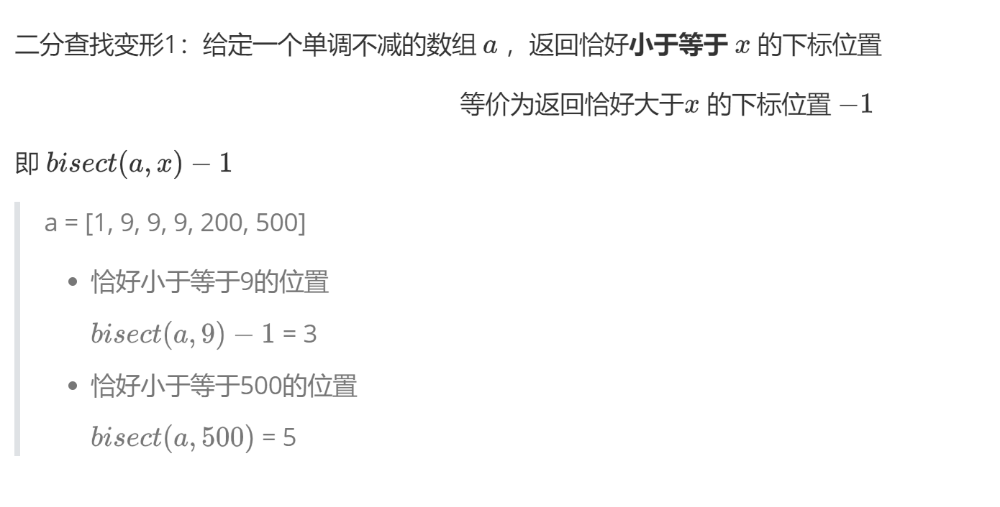 二分查找变形1：给定一个单调不减的数组 a ，返回恰好小于等于 x 的下标位置
等价为返回恰好大于x 的下标位置 −1
即 bisect(a, x) − 1
a = [1, 9, 9, 9, 200, 500]
• 恰好小于等于9的位置
bisect(a, 9) − 1 = 3
• 恰好小于等于500的位置
bisect(a, 500) = 5